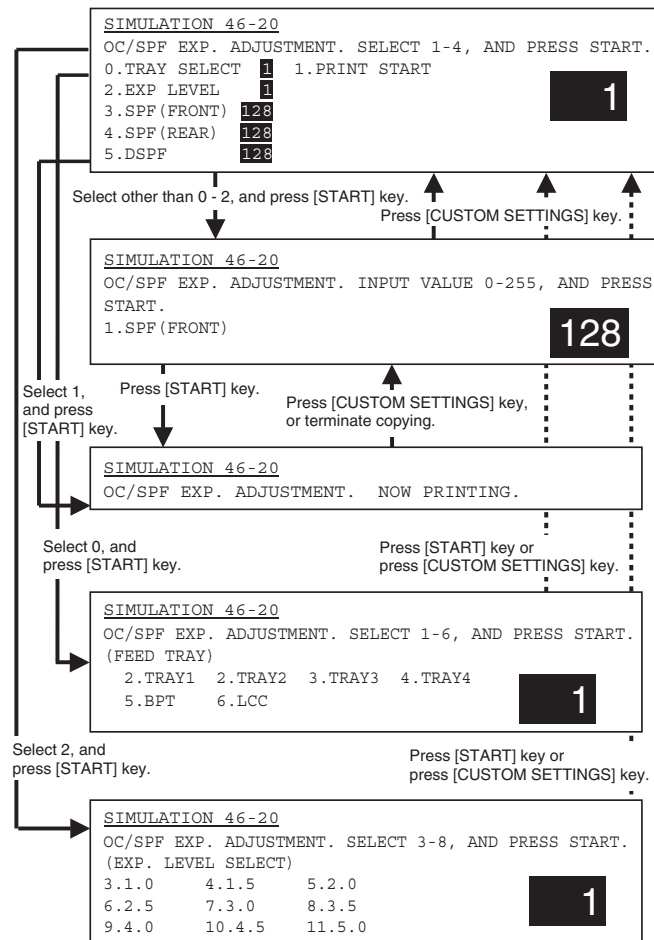 SIMULATION 46-20
OC/SPF EXP. ADJUSTMENT. SELECT 1-4, AND PRESS START.
0.TRAY SELECT 1 1.PRINT START
2.EXP LEVEL 1
3.SPF(FRONT) 128
4.SPF(REAR) 128
5.DSPF 128
1
Select other than 0 - 2, and press [START] key.
Press [CUSTOM SETTINGS] key.
SIMULATION 46-20
OC/SPF EXP. ADJUSTMENT. INPUT VALUE 0-255, AND PRESS
START.
1.SPF(FRONT)
128
Select 1,
and press
[START] key.
Press [START] key.
Press [CUSTOM SETTINGS] key,
or terminate copying.
SIMULATION 46-20
OC/SPF EXP. ADJUSTMENT. NOW PRINTING.
Select 0, and
press [START] key.
Press [START] key or
press [CUSTOM SETTINGS] key.
SIMULATION 46-20
OC/SPF EXP. ADJUSTMENT. SELECT 1-6, AND PRESS START.
(FEED TRAY)
2.TRAY1 2.TRAY2 3.TRAY3 4.TRAY4
5.BPT 6.LCC
1
Select 2, and
press [START] key.
Press [START] key or
press [CUSTOM SETTINGS] key.
SIMULATION 46-20
OC/SPF EXP. ADJUSTMENT. SELECT 3-8, AND PRESS START.
(EXP. LEVEL SELECT)
3.1.0 4.1.5 5.2.0
6.2.5 7.3.0 8.3.5
9.4.0 10.4.5 11.5.0
1